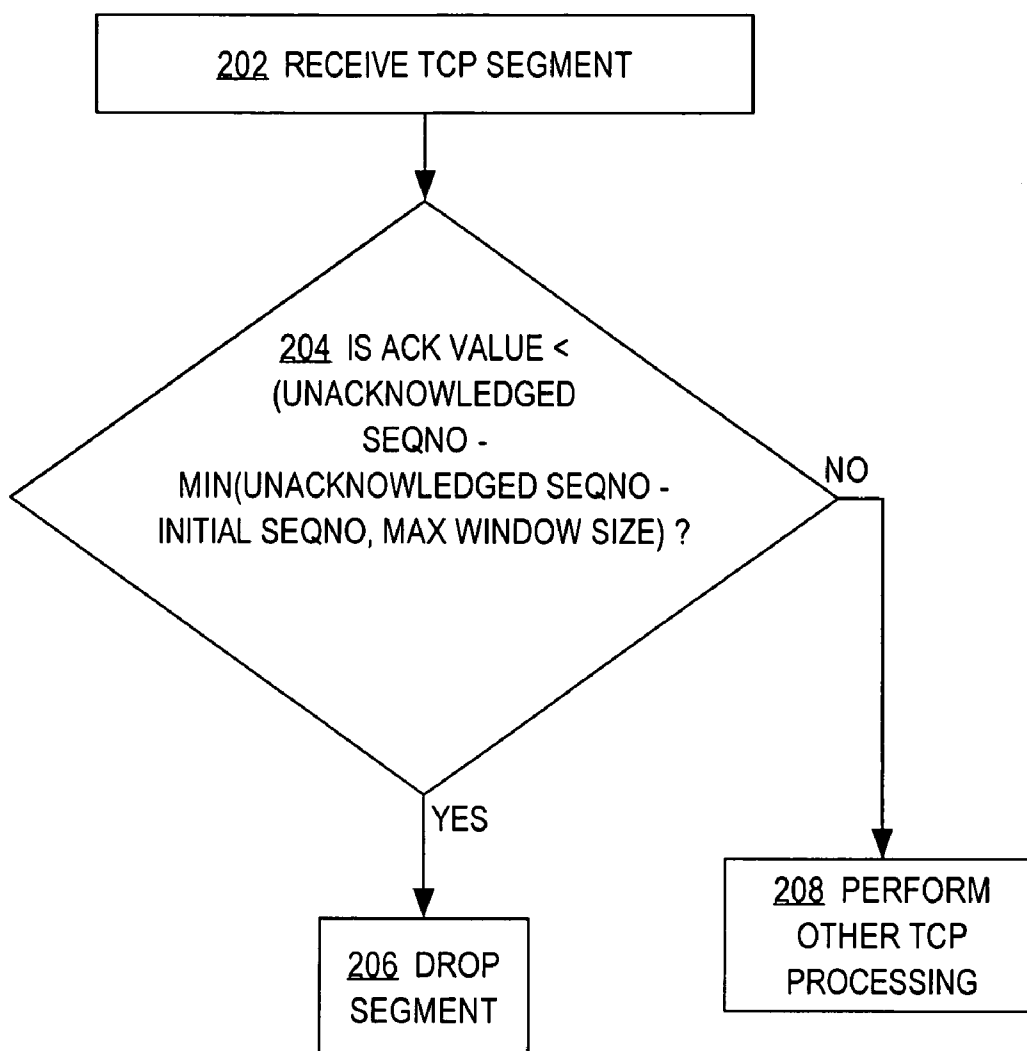 202 RECEIVE TCP SEGMENT
204 IS ACK VALUE <
(UNACKNOWLEDGED
SEQNO -
MIN(UNACKNOWLEDGED SEQNO -
INITIAL SEQNO, MAX WINDOW SIZE) ?
NO
YES
208 PERFORM
OTHER TCP
PROCESSING
206 DROP
SEGMENT